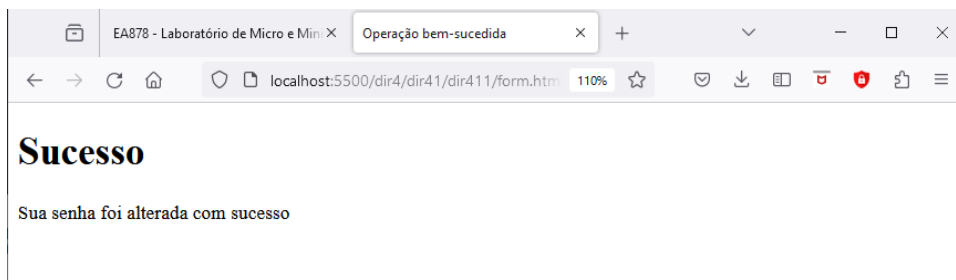 EA878 - Laboratório de Micro e Min
Operação bem-sucedida
localhost:5500/dir4/dir41/dir411/form.htm
110%
Sucesso
Sua senha foi alterada com sucesso